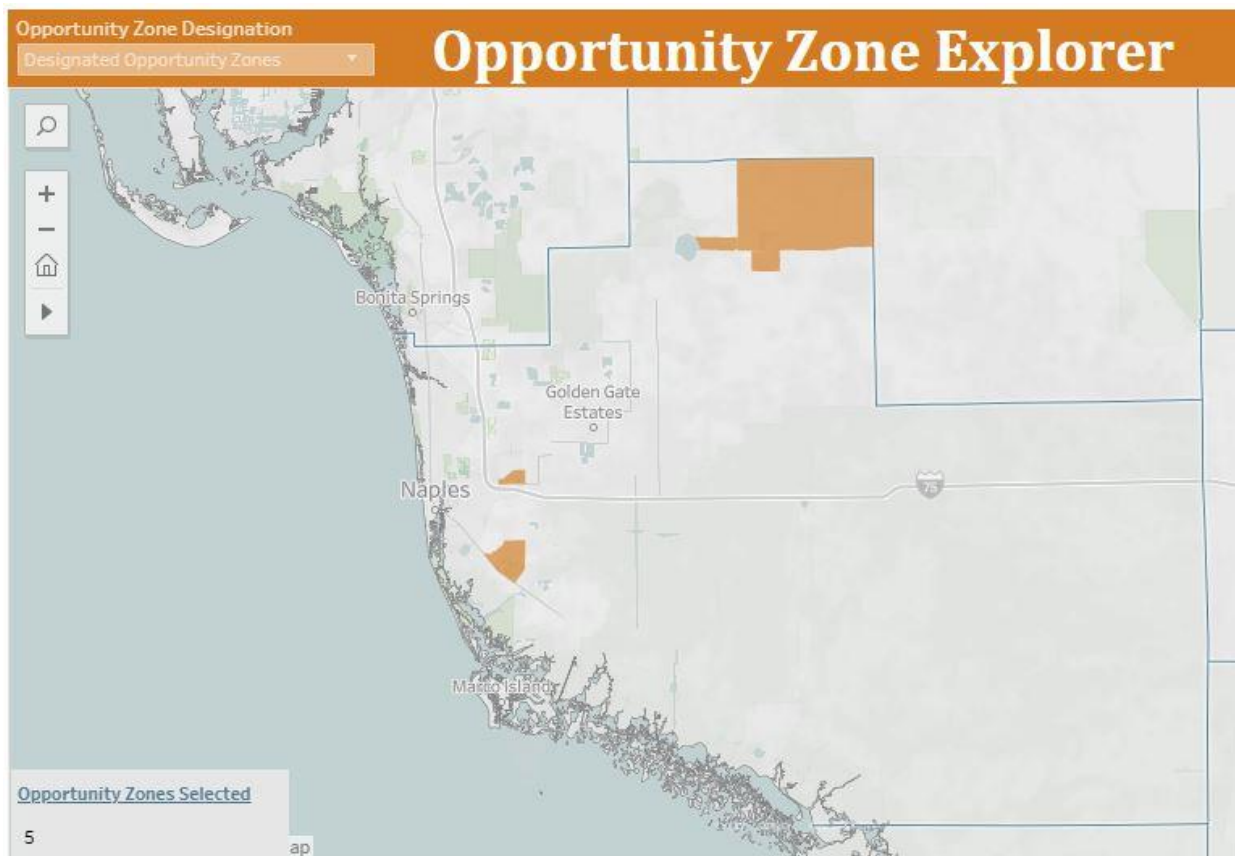 Opportunity Zone Designation
Designated Opportunity Zones
Opportunity Zone Explorer
Bonita Springs
Golden Gate
Estates
Naples
75
Marco Island
Opportunity Zones Selected
5
ap